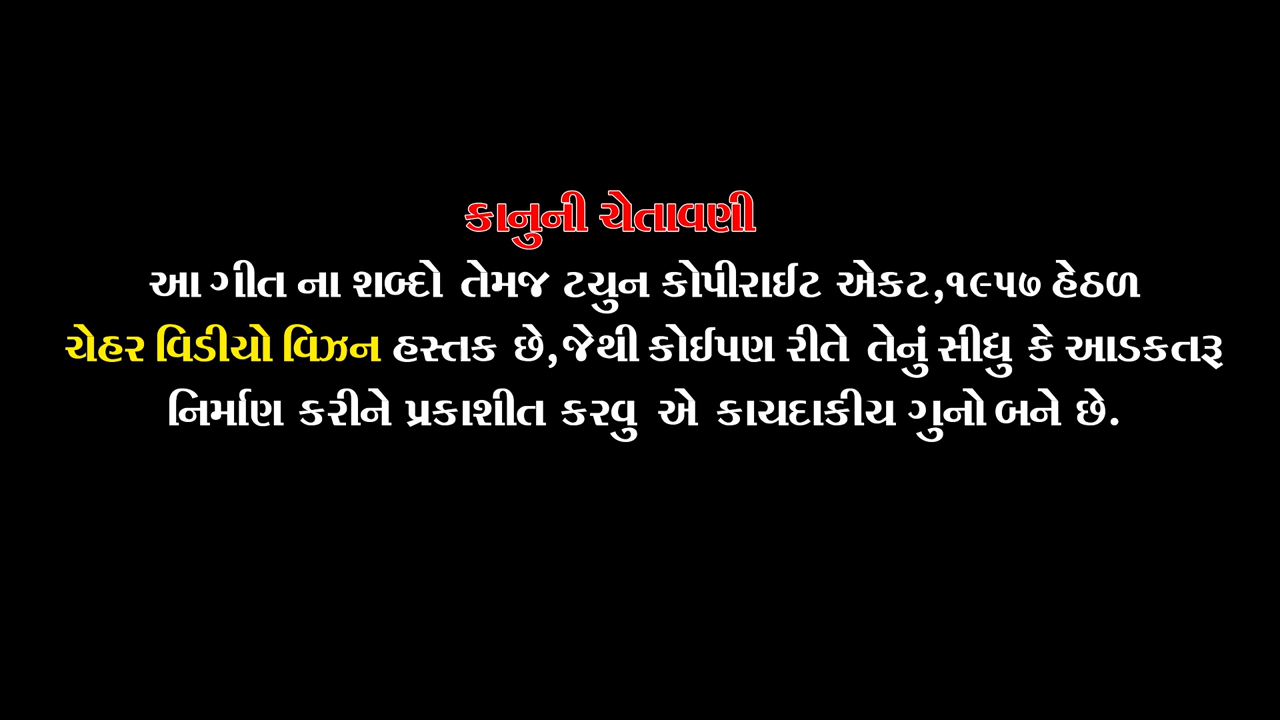 કાનુની ચેતાવણી
આ ગીત ના શબ્દો તેમજ ટયુન કોપીરાઈટ એકટ,૧૯૫૭ હેઠળ
ચેહર વિડીયો વિઝન હસ્તક છે,જેથી કોઈપણ રીતે તેનું સીધુ કે આડકતરૂ
નિર્માણ કરીને પ્રકાશીત કરવુ એ કાયદાકીય ગુનો બને છે.